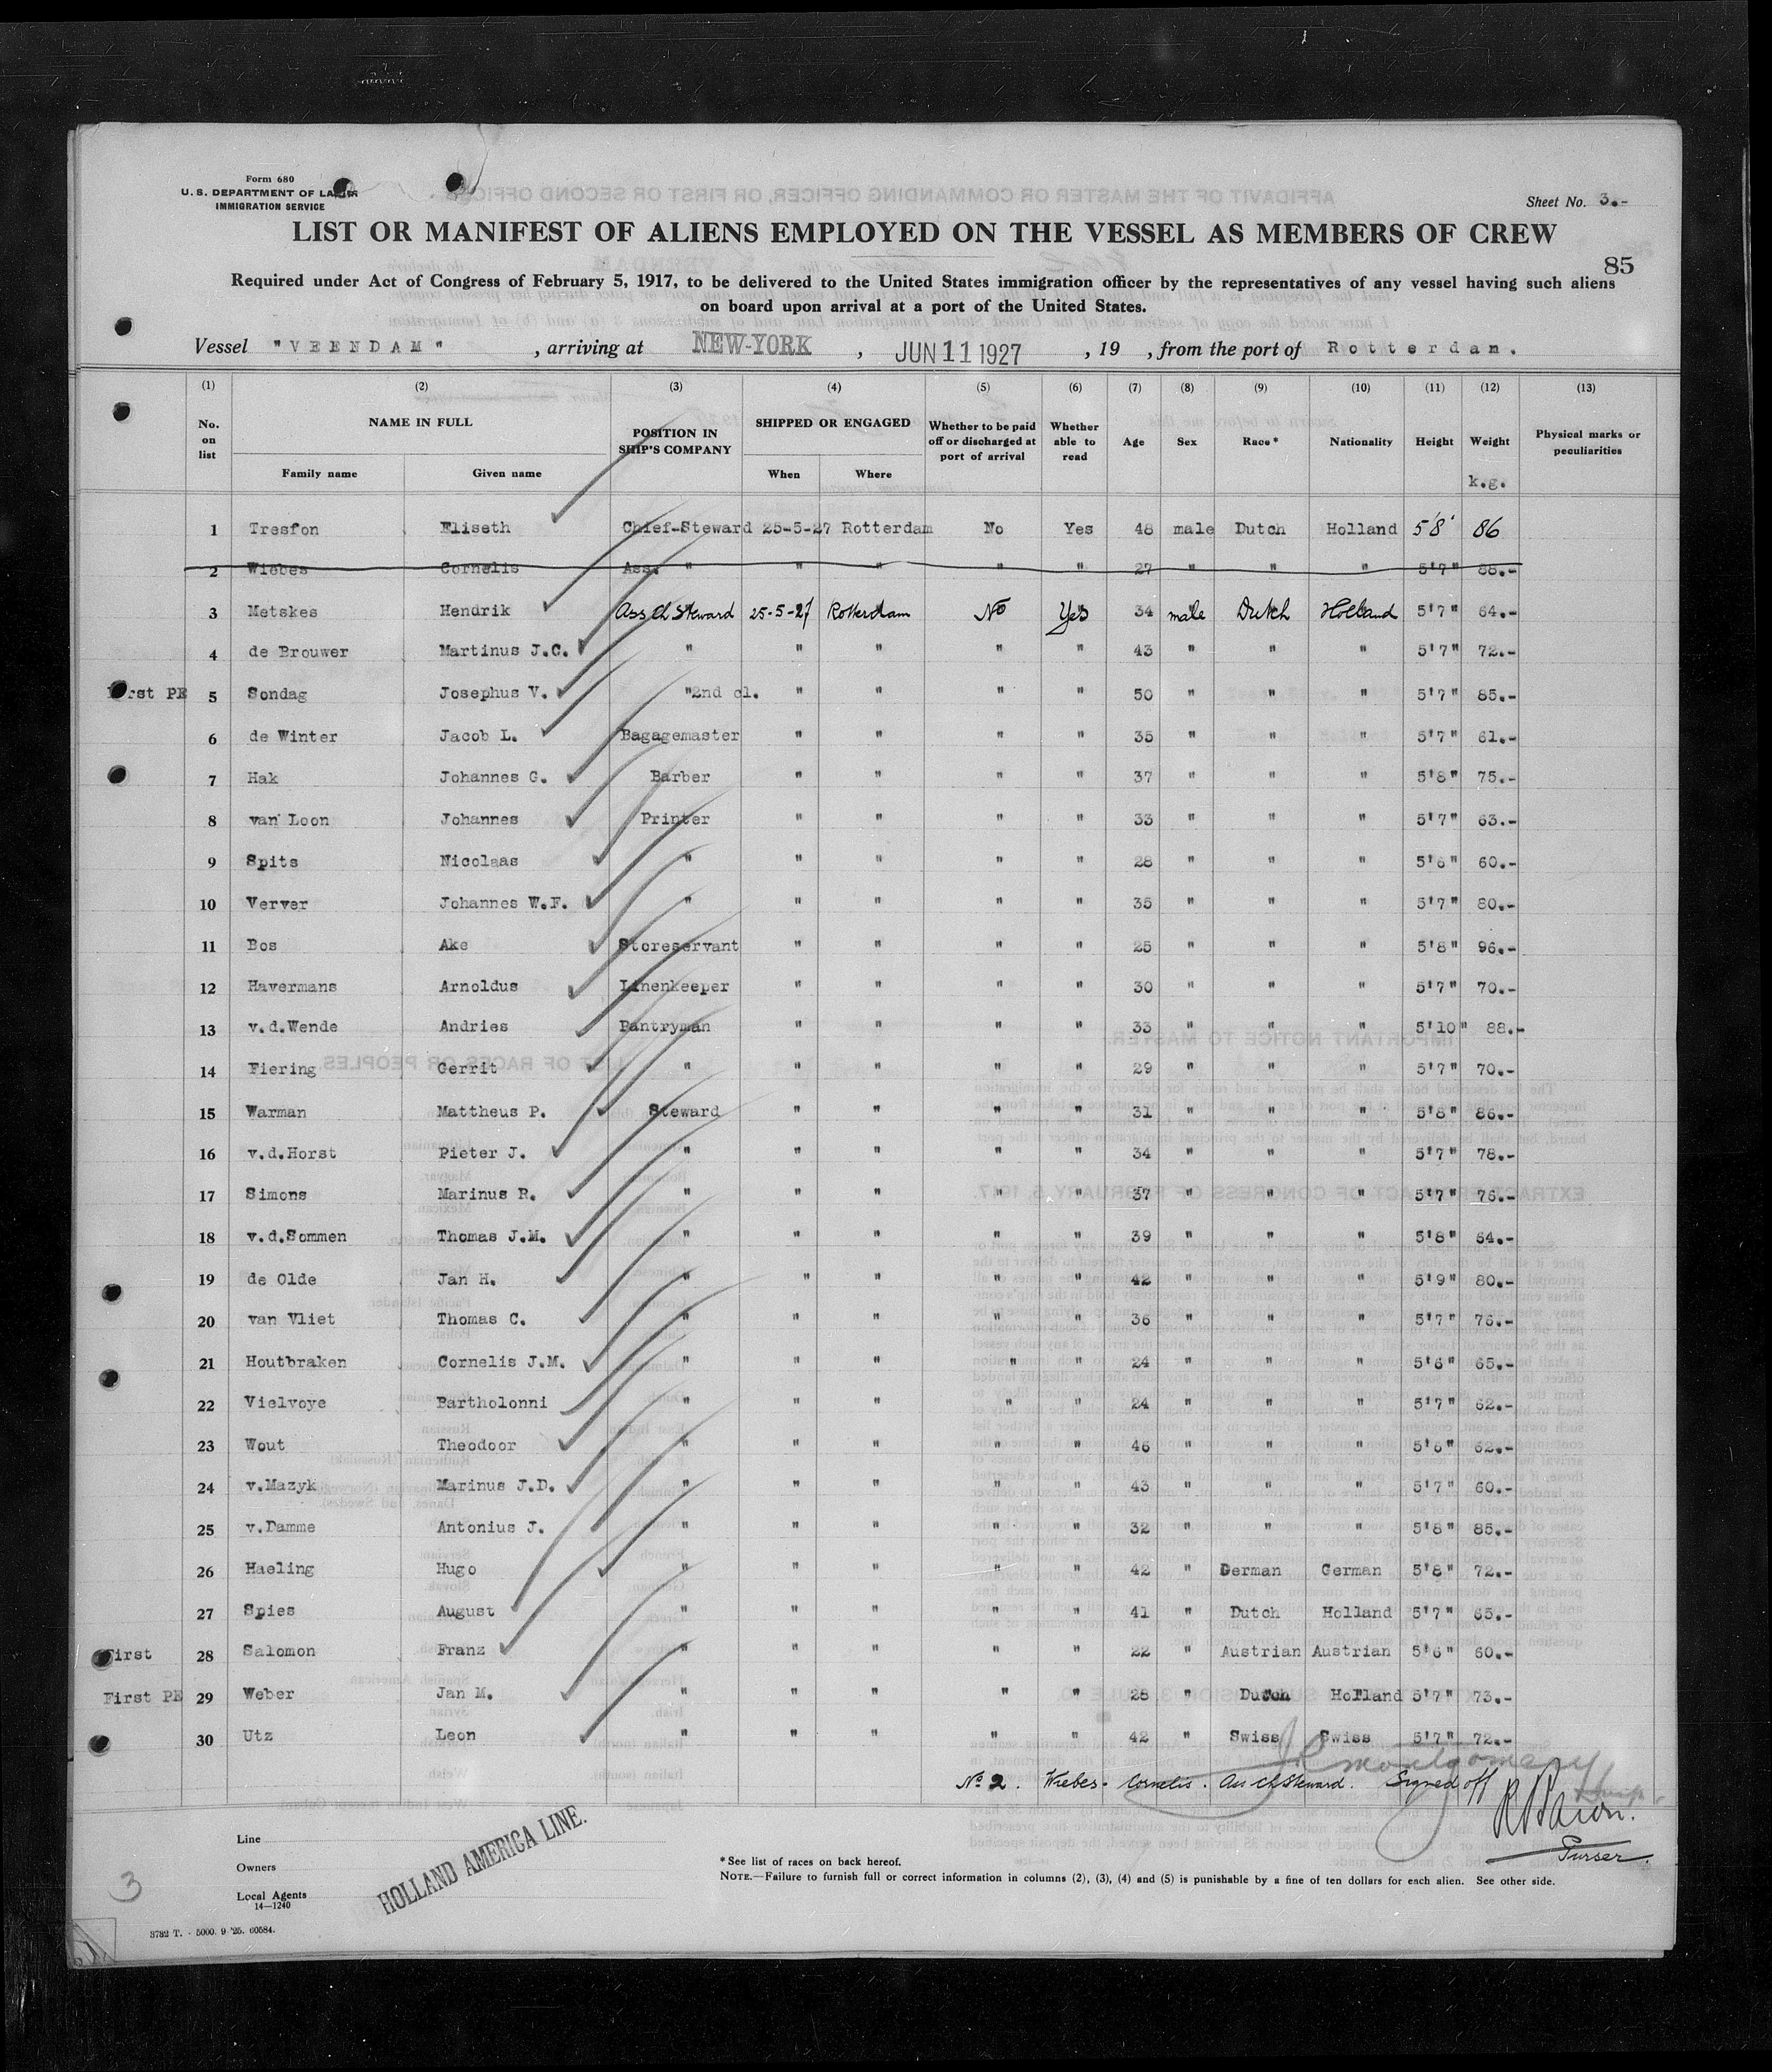 Form 680
U. S. DEPARTMENT OF LABOR
IMMIGRATION SERVICE
Sheet No. 3.-
LIST OR MANIFEST OF ALIENS EMPLOYED ON THE VESSEL AS MEMBERS OF CREW
85
Required under Act of Congress of February 5, 1917, to be delivered to the United States immigration officer by the representatives of any vessel having such aliens
on board upon arrival at a port of the United States.
Vessel "VEENDAM" , arriving at NEW-YORK , JUN 11 1927 , 19 , from the port of Rotterdam.
(1) (2) (3) (4) (5) (6) (7) (8) (9) (10) (11) (12) (13)
No. on list NAME IN FULL Family name Given name POSITION IN SHIP'S COMPANY SHIPPED OR ENGAGED When Where Whether to be paid off or discharged at port of arrival Whether able to read Age Sex Race* Nationality Height Weight k.g. Physical marks or peculiarities
1 Tresfon Eliseth Chief-Steward 25-5-27 Rotterdam No Yes 48 male Dutch Holland 5'8' 86
2 Wiebes Cornelis Ass. " " " " " 27 " " " 5'7" 88.-
3 Metskes Hendrik Ass Ch Steward 25-5-27 Rotterdam No Yes 34 male Dutch Holland 5'7" 64.-
4 de Brouwer Martinus J.C. " " " " " 43 " " " 5'7" 72.-
First PE 5 Sondag Josephus V. "2nd cl. " " " " 50 " " " 5'7" 85.-
6 de Winter Jacob L. Bagagemaster " " " " 35 " " " 5'7" 61.-
7 Hak Johannes G. Barber " " " " 37 " " " 5'8" 75.-
8 van Loon Johannes Printer " " " " 33 " " " 5'7" 63.-
9 Spits Nicolaas " " " " " 28 " " " 5'6" 60.-
10 Verver Johannes W.F. " " " " " 35 " " " 5'7" 80.-
11 Bos Ake Storeservant " " " " 25 " " " 5'8" 96.-
12 Havermans Arnoldus Linenkeeper " " " " 30 " " " 5'7" 70.-
13 v.d.Wende Andries Pantryman " " " " 33 " " " 5'10" 88.-
14 Fiering Gerrit " " " " " 29 " " " 5'7" 70.-
15 Warman Mattheus P. Steward " " " " 31 " " " 5'8" 86.-
16 v.d.Horst Pieter J. " " " " " 34 " " " 5'7" 78.-
17 Simons Marinus R. " " " " " 37 " " " 5'7" 76.-
18 v.d.Sommen Thomas J.M. " " " " " 39 " " " 5'8" 64.-
19 de Olde Jan H. " " " " " 42 " " " 5'9" 80.-
20 van Vliet Thomas C. " " " " " 36 " " " 5'7" 76.-
21 Houtbraken Cornelis J.M. " " " " " 24 " " " 5'6" 65.-
22 Vielvoye Bartholonni " " " " 24 " " " 5'7" 62.-
23 Wout Theodoor " " " " " 46 " " " 5'6" 62.-
24 v.Mazyk Marinus J.D. " " " " " 43 " " " 5'7" 60.-
25 v.Damme Antonius J. " " " " " 32 " " " 5'8" 85.-
26 Haeling Hugo " " " " " 42 " German German 5'8" 72.-
27 Spies August " " " " " 41 " Dutch Holland 5'7" 65.-
First 28 Salomon Franz " " " " " 22 " Austrian Austrian 5'6" 60.-
First PE 29 Weber Jan M. " " " " " 28 " Dutch Holland 5'7" 73.-
30 Utz Leon " " " " " 42 " Swiss Swiss 5'7" 72.-
Montgomery
No 2. Wiebes - Cornelis. Ass Ch Steward. Signed off
Purser.
Line
Owners
Local Agents
14—1240
HOLLAND AMERICA LINE.
* See list of races on back hereof.
NOTE.—Failure to furnish full or correct information in columns (2), (3), (4) and (5) is punishable by a fine of ten dollars for each alien. See other side.
3
3782 T. - 5000. 9 '25. 60584.